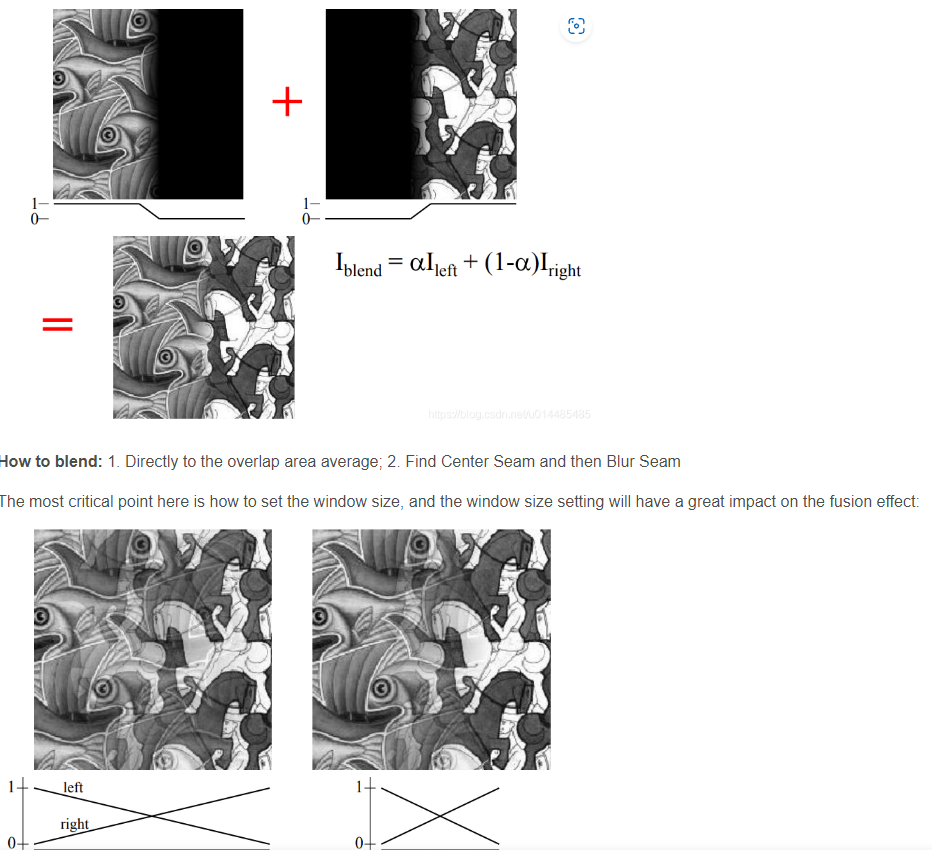 1
0
1
0
I_blend = αI_left + (1-α)I_right
https://blog.csdn.net/u014485485
How to blend: 1. Directly to the overlap area average; 2. Find Center Seam and then Blur Seam
The most critical point here is how to set the window size, and the window size setting will have a great impact on the fusion effect:
1
left
right
0
1
0